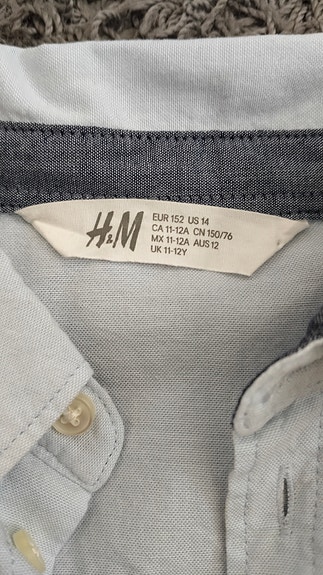 H&M
EUR 152 US 14
CA 11-12A CN 150/76
MX 11-12A AUS 12
UK 11-12Y